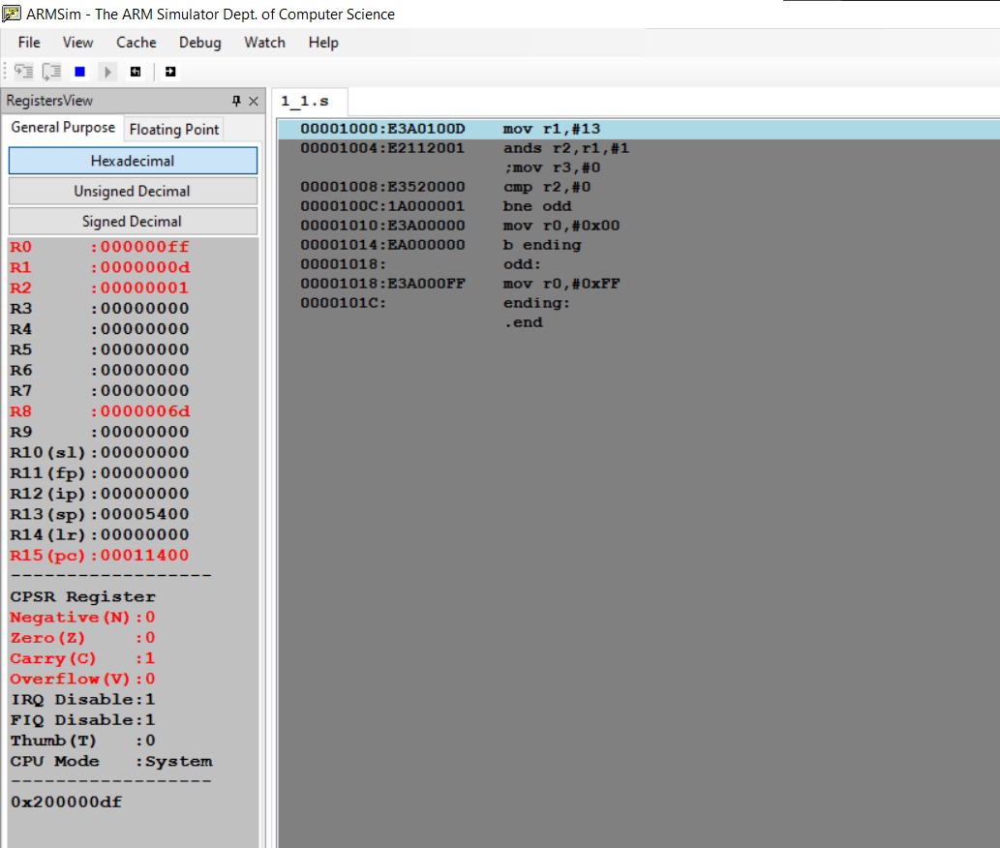 ARMSim - The ARM Simulator Dept. of Computer Science
File View Cache Debug Watch Help
RegistersView
General Purpose Floating Point
Hexadecimal
Unsigned Decimal
Signed Decimal
R0 :000000ff
R1 :0000000d
R2 :00000001
R3 :00000000
R4 :00000000
R5 :00000000
R6 :00000000
R7 :00000000
R8 :0000006d
R9 :00000000
R10(sl):00000000
R11(fp):00000000
R12(ip):00000000
R13(sp):00005400
R14(lr):00000000
R15(pc):00011400
-------------------
CPSR Register
Negative(N):0
Zero(Z) :0
Carry(C) :1
Overflow(V):0
IRQ Disable:1
FIQ Disable:1
Thumb(T) :0
CPU Mode :System
-------------------
0x200000df
1_1.s
00001000:E3A0100D mov r1,#13
00001004:E2112001 ands r2,r1,#1
;mov r3,#0
00001008:E3520000 cmp r2,#0
0000100C:1A000001 bne odd
00001010:E3A00000 mov r0,#0x00
00001014:EA000000 b ending
00001018: odd:
00001018:E3A000FF mov r0,#0xFF
0000101C: ending:
.end